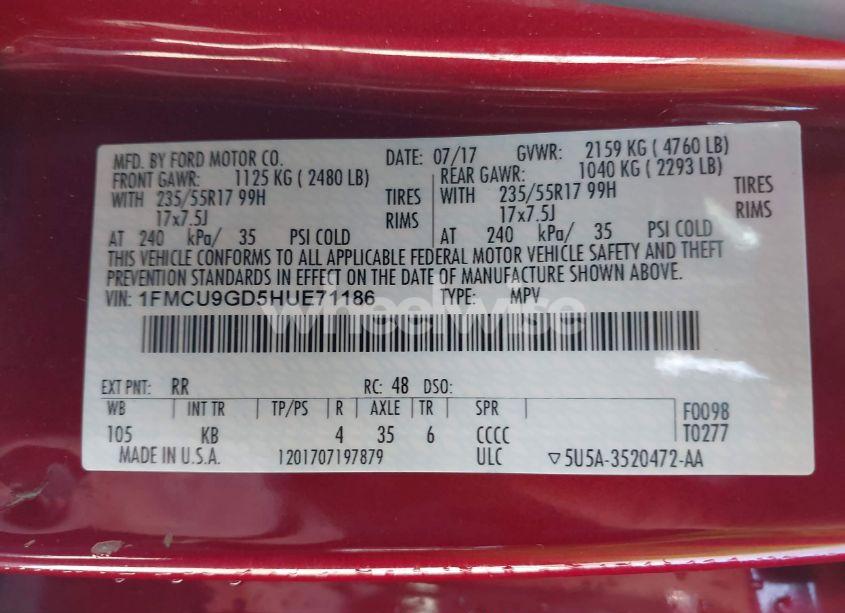 MFD. BY FORD MOTOR CO. DATE: 07/17 GVWR: 2159 KG ( 4760 LB)
FRONT GAWR: 1125 KG ( 2480 LB) REAR GAWR: 1040 KG ( 2293 LB)
WITH 235/55R17 99H TIRES WITH 235/55R17 99H TIRES
17x7.5J RIMS 17x7.5J RIMS
AT 240 kPa/ 35 PSI COLD AT 240 kPa/ 35 PSI COLD
THIS VEHICLE CONFORMS TO ALL APPLICABLE FEDERAL MOTOR VEHICLE SAFETY AND THEFT
PREVENTION STANDARDS IN EFFECT ON THE DATE OF MANUFACTURE SHOWN ABOVE.
VIN: 1FMCU9GD5HUE71186 TYPE: MPV
wheelwise
EXT PNT: RR RC: 48 DSO:
WB INT TR TP/PS R AXLE TR SPR F0098
105 KB 4 35 6 CCCC T0277
MADE IN U.S.A. 1201707197879 ULC ▽5U5A-3520472-AA